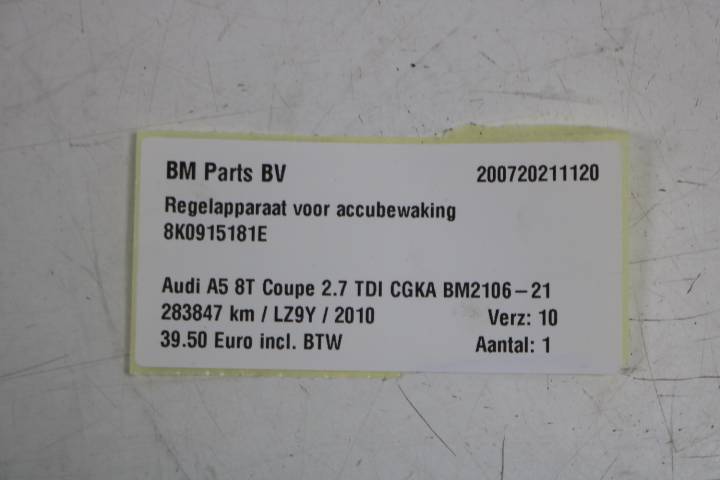 BM Parts BV 200720211120
Regelapparaat voor accubewaking
8K0915181E
Audi A5 8T Coupe 2.7 TDI CGKA BM2106-21
283847 km / LZ9Y / 2010 Verz: 10
39.50 Euro incl. BTW Aantal: 1